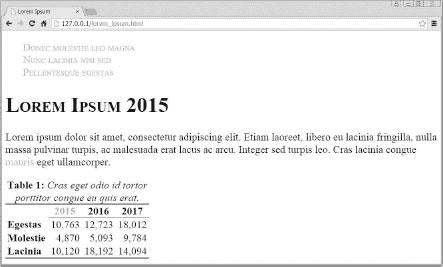 Lorem Ipsum
127.0.0.1/lorem_ipsum.html
Donec molestie leo magna
Nunc lacinia nisi sed
Pellentesque egestas
Lorem Ipsum 2015
Lorem ipsum dolor sit amet, consectetur adipiscing elit. Etiam laoreet, libero eu lacinia fringilla, nulla
massa pulvinar turpis, ac malesuada erat lacus ac arcu. Integer sed turpis leo. Cras lacinia congue
mauris eget ullamcorper.
Table 1: Cras eget odio id tortor
porttitor congue eu quis erat.
2015 2016 2017
Egestas 10,763 12,723 18,012
Molestie 4,870 5,093 9,784
Lacinia 10,120 18,192 14,094